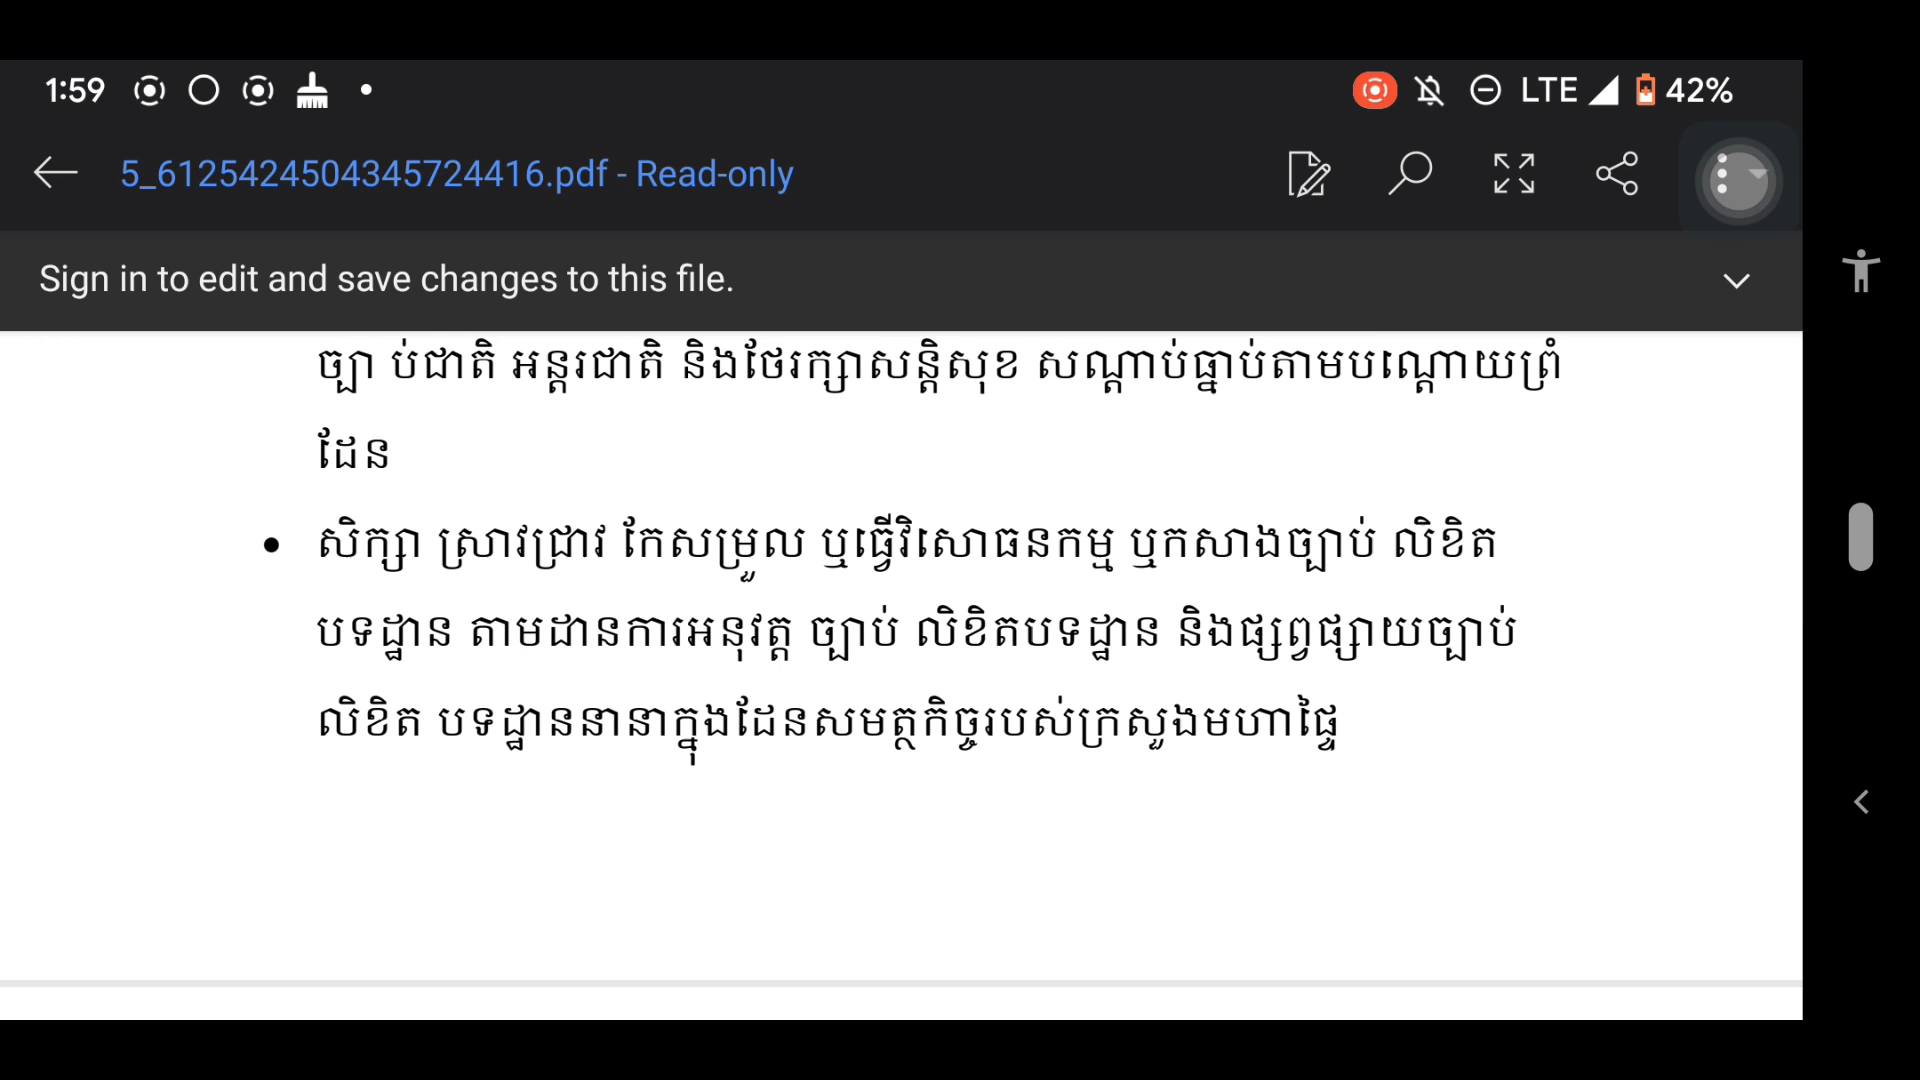 1:59 LTE 42%
5_6125424504345724416.pdf - Read-only
Sign in to edit and save changes to this file.
ច្បា ប់ជាតិ អន្តរជាតិ និងថែរក្សាសន្តិសុខ សណ្តាប់ធ្នាប់តាមបណ្តោយព្រំ
ដែន
• សិក្សា ស្រាវជ្រាវ កែសម្រួល ឬធ្វើវិសោធនកម្ម ឬកសាងច្បាប់ លិខិត
បទដ្ឋាន តាមដានការអនុវត្ត ច្បាប់ លិខិតបទដ្ឋាន និងផ្សព្វផ្សាយច្បាប់
លិខិត បទដ្ឋាននានាក្នុងដែនសមត្ថកិច្ចរបស់ក្រសួងមហាផ្ទៃ